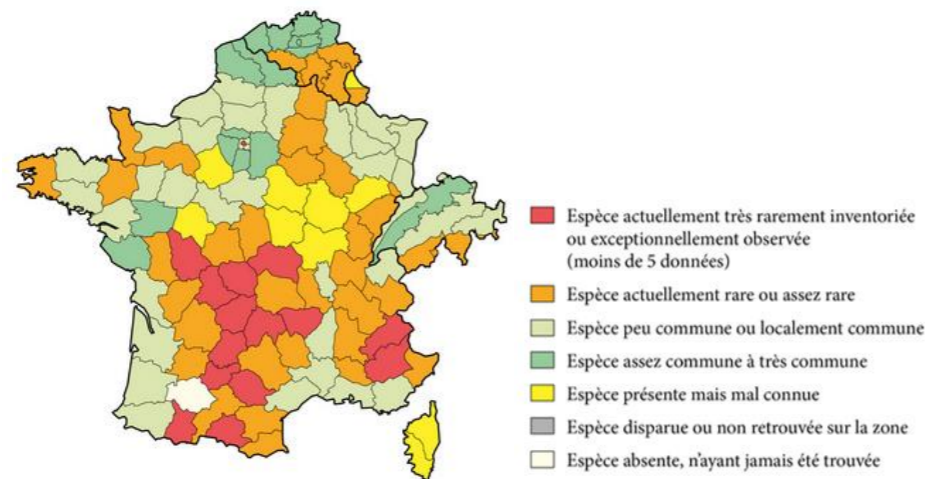 Espèce actuellement très rarement inventoriée
ou exceptionnellement observée
(moins de 5 données)
Espèce actuellement rare ou assez rare
Espèce peu commune ou localement commune
Espèce assez commune à très commune
Espèce présente mais mal connue
Espèce disparue ou non retrouvée sur la zone
Espèce absente, n'ayant jamais été trouvée